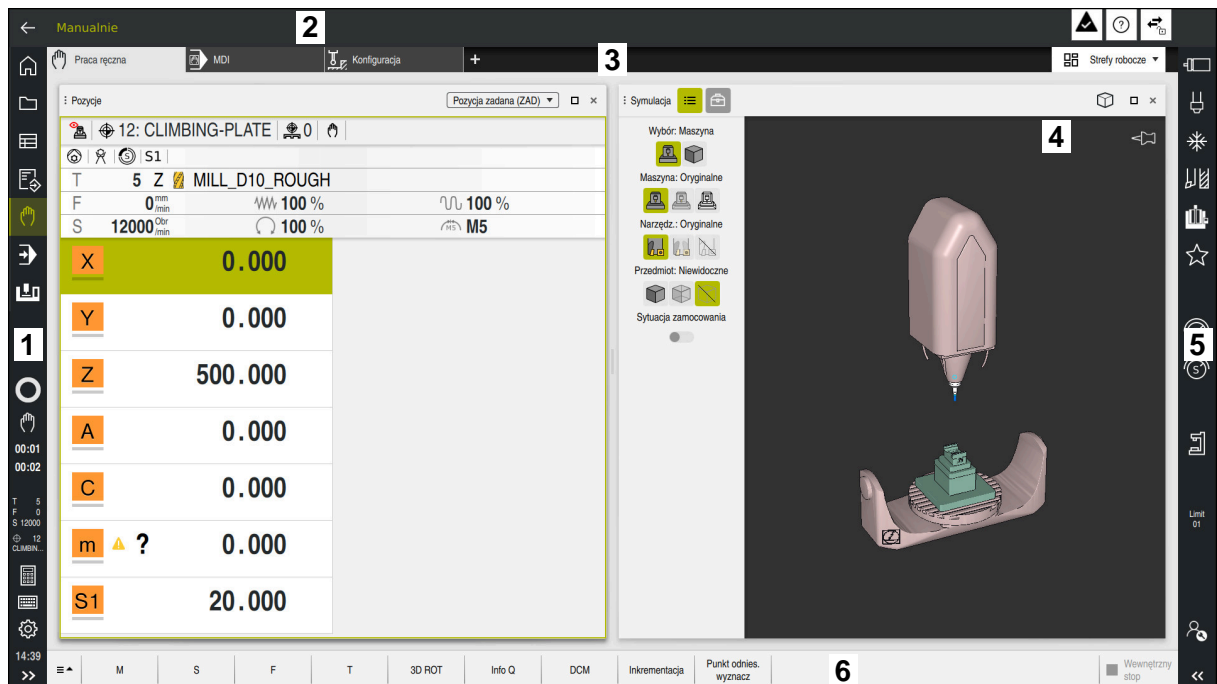 Manualnie
2
Praca ręczna
MDI
Konfiguracja
+
3
Strefy robocze
Pozycje
Pozycja zadana (ZAD)
12: CLIMBING-PLATE
0
S1
T 5 Z MILL_D10_ROUGH
F 0 mm/min 100 % 100 %
S 12000 Obr/min 100 % M5
X 0.000
Y 0.000
Z 500.000
A 0.000
C 0.000
m ? 0.000
S1 20.000
Symulacja
Wybór: Maszyna
Maszyna: Oryginalne
Narzędz.: Oryginalne
Przedmiot: Niewidoczne
Sytuacja zamocowania
4
1
00:01
00:02
T 5
F 0
S 12000
12
CLIMBIN...
14:39
5
S
Limit
01
M
S
F
T
3D ROT
Info Q
DCM
Inkrementacja
Punkt odnies.
wyznacz
6
Wewnętrzny
stop